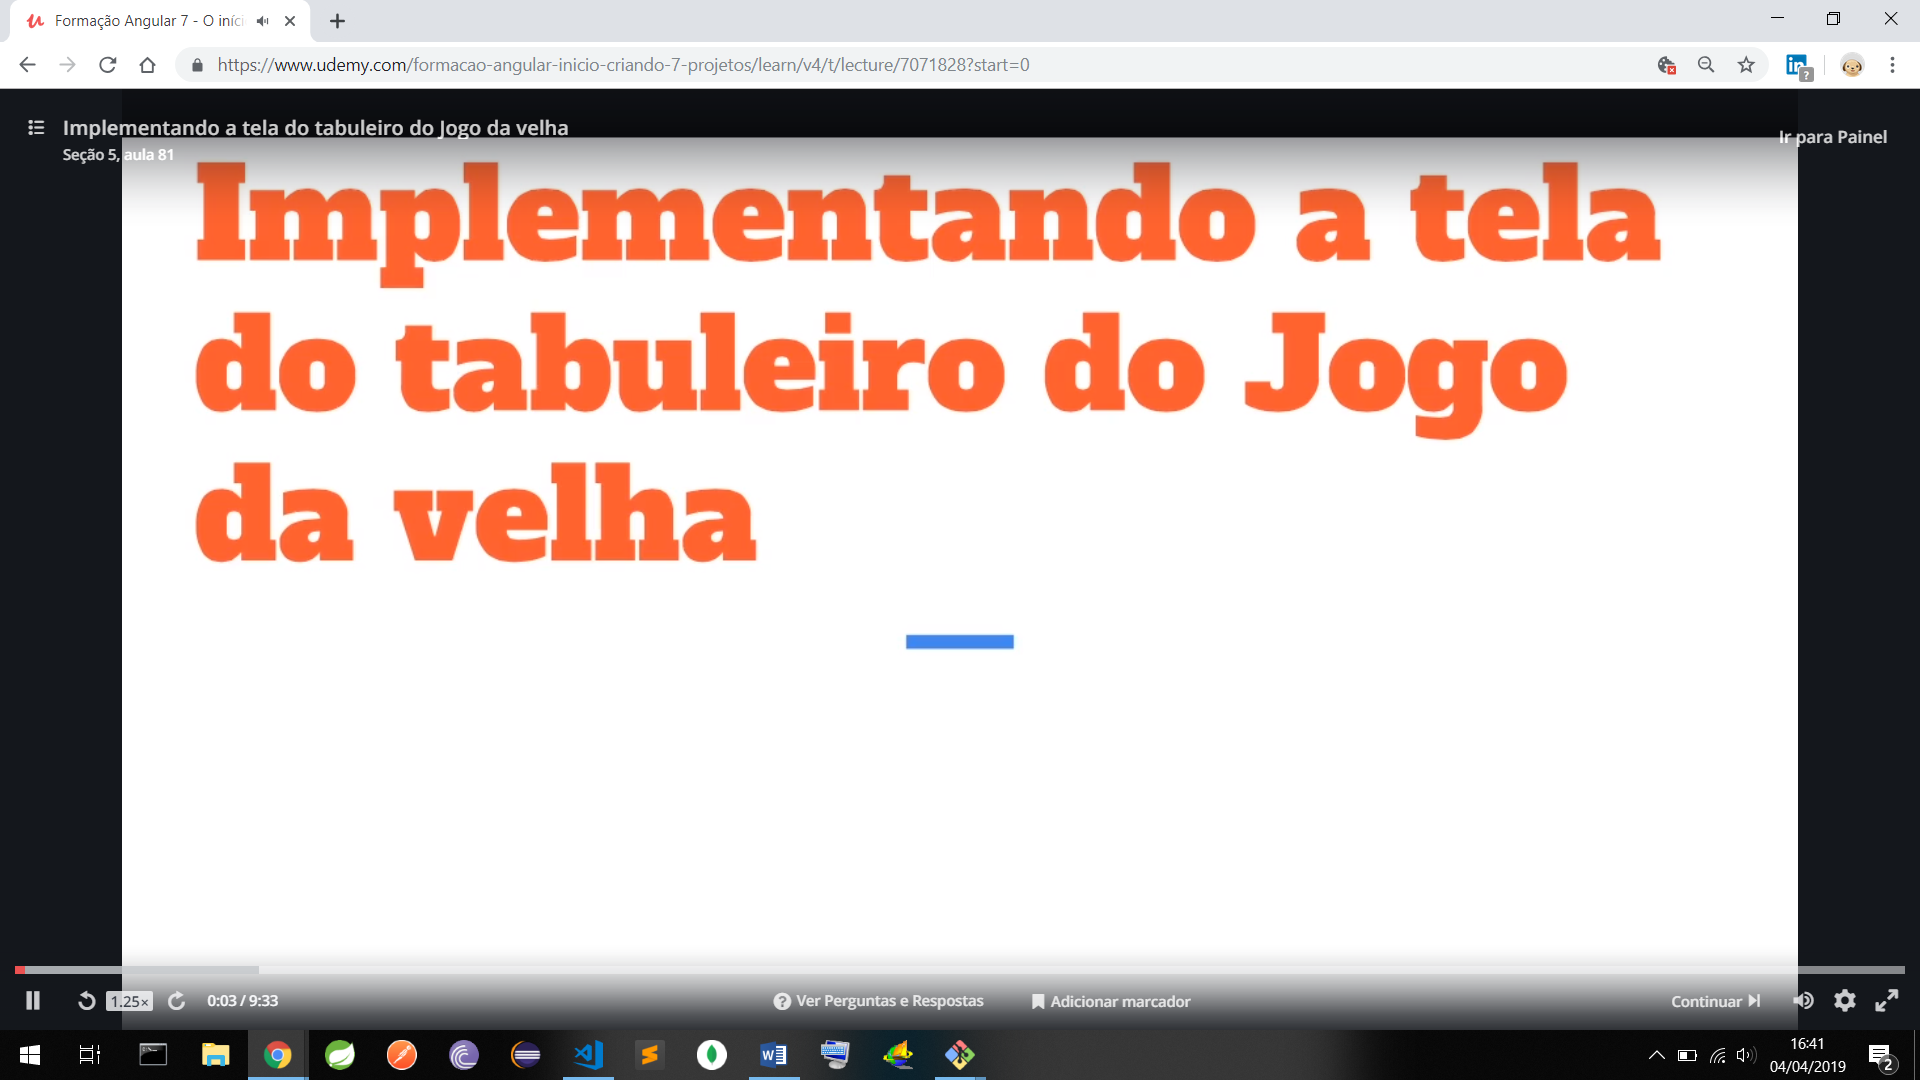 Formação Angular 7 - O iníci
https://www.udemy.com/formacao-angular-inicio-criando-7-projetos/learn/v4/t/lecture/7071828?start=0
Implementando a tela do tabuleiro do Jogo da velha
Seção 5, aula 81
Ir para Painel
Implementando a tela
do tabuleiro do Jogo
da velha
1.25×
0:03 / 9:33
Ver Perguntas e Respostas
Adicionar marcador
Continuar
16:41
04/04/2019
2